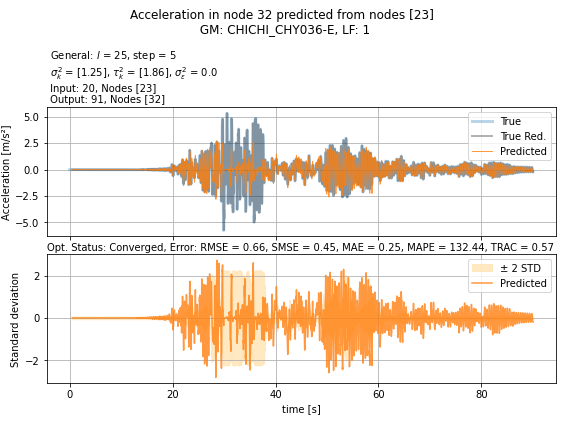 Acceleration in node 32 predicted from nodes [23]
GM: CHICHI_CHY036-E, LF: 1
General: l = 25, step = 5
σ²ₖ = [1.25], τ²ₖ = [1.86], σ²ₑ = 0.0
Input: 20, Nodes [23]
Output: 91, Nodes [32]
True
True Red.
Predicted
Acceleration [m/s²]
5.0
2.5
0.0
−2.5
−5.0
Opt. Status: Converged, Error: RMSE = 0.66, SMSE = 0.45, MAE = 0.25, MAPE = 132.44, TRAC = 0.57
± 2 STD
Predicted
Standard deviation
2
0
−2
0 20 40 60 80
time [s]